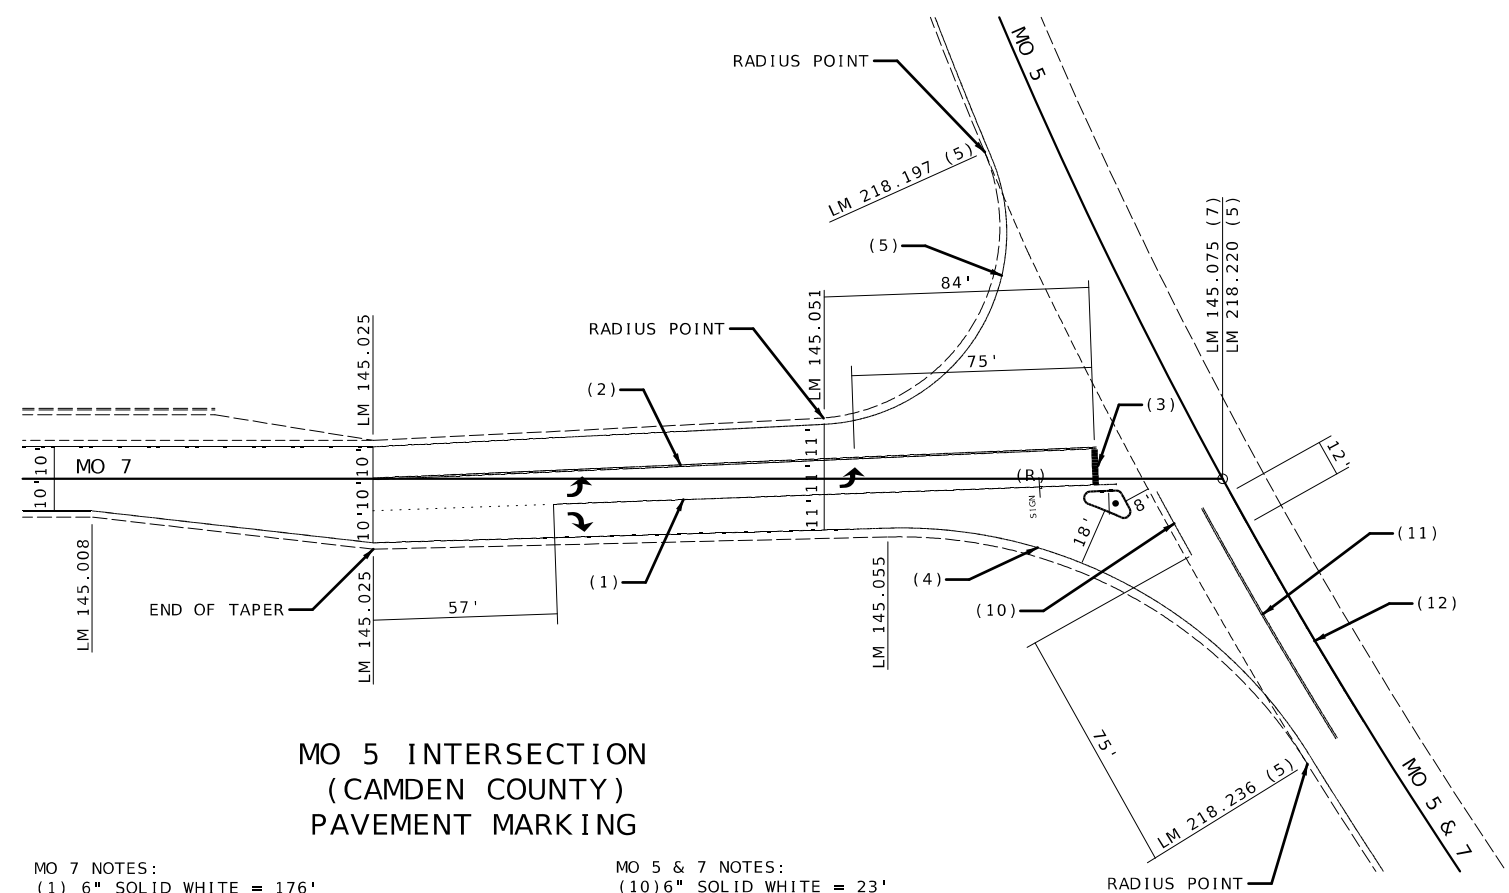 MO 5
RADIUS POINT
LM 218.197 (5)
(5)
84'
LM 145.075 (7)
LM 218.220 (5)
LM 145.025
LM 145.051
RADIUS POINT
75'
(2)
(3)
11'
10'
10'
MO 7
10'
10'
10'
11'
11'
(R)
SIGN
12'
8'
18'
(11)
LM 145.008
(1)
(4)
LM 145.055
END OF TAPER
57'
LM 145.025
(10)
(12)
75'
MO 5 INTERSECTION
(CAMDEN COUNTY)
PAVEMENT MARKING
LM 218.236 (5)
MO 5 & 7
MO 7 NOTES:
(1) 6" SOLID WHITE = 176'
MO 5 & 7 NOTES:
(10)6" SOLID WHITE = 23'
RADIUS POINT